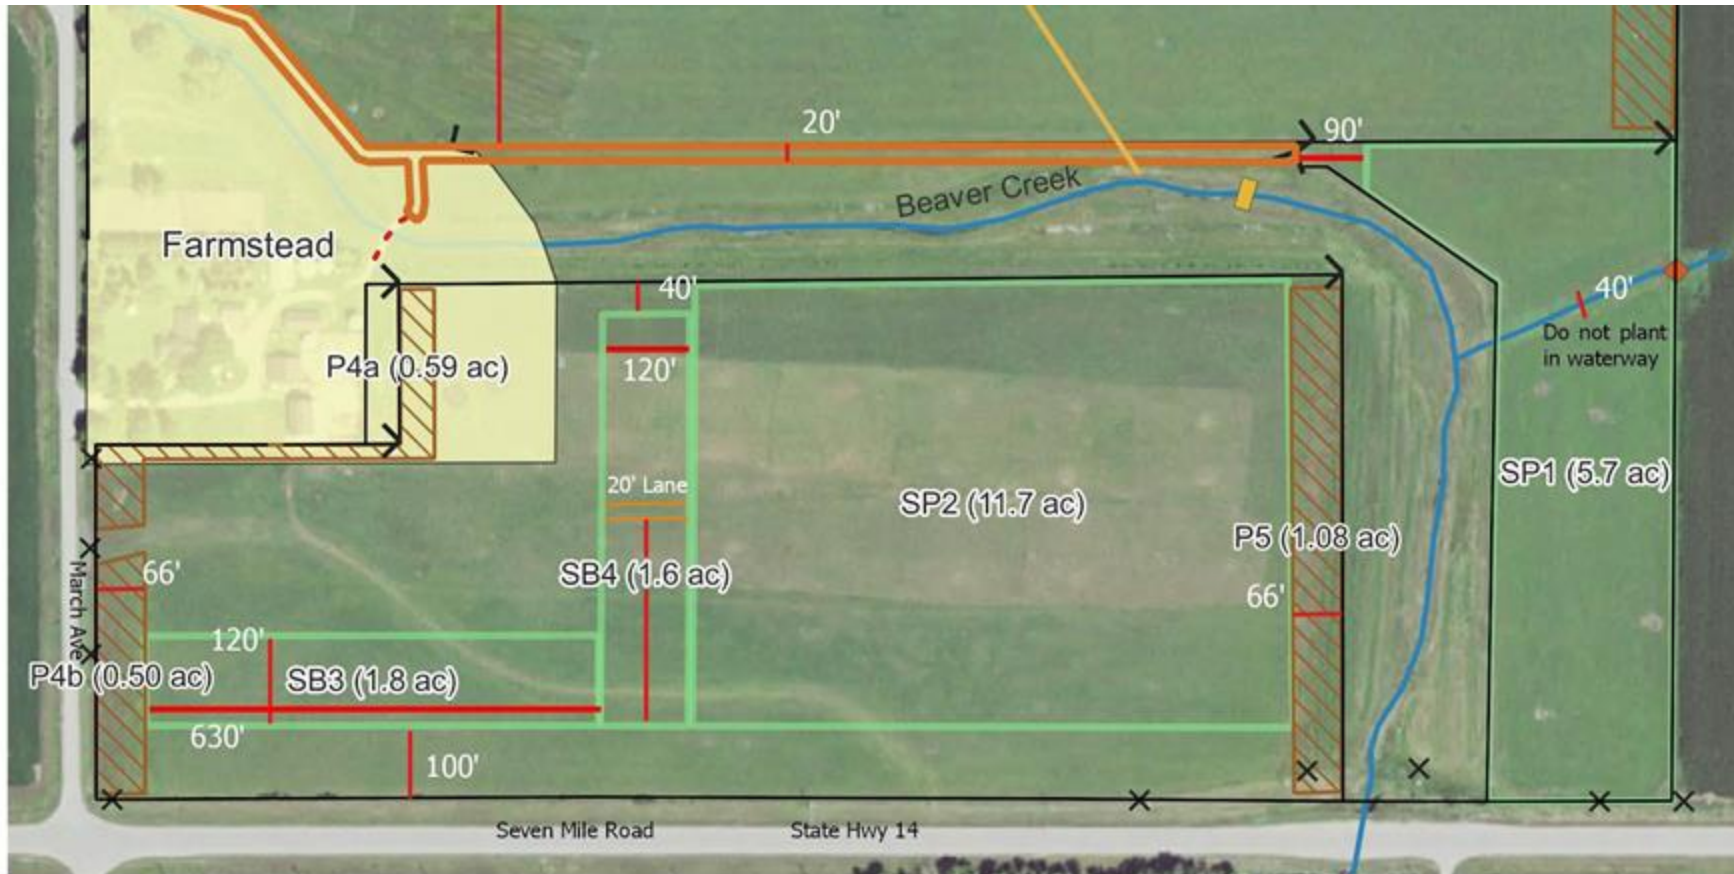 20'
90'
Beaver Creek
Farmstead
40'
40'
Do not plant
in waterway
P4a (0.59 ac)
120'
SP1 (5.7 ac)
20' Lane
SP2 (11.7 ac)
P5 (1.08 ac)
March Ave
66'
SB4 (1.6 ac)
66'
120'
P4b (0.50 ac)
SB3 (1.8 ac)
630'
100'
Seven Mile Road
State Hwy 14